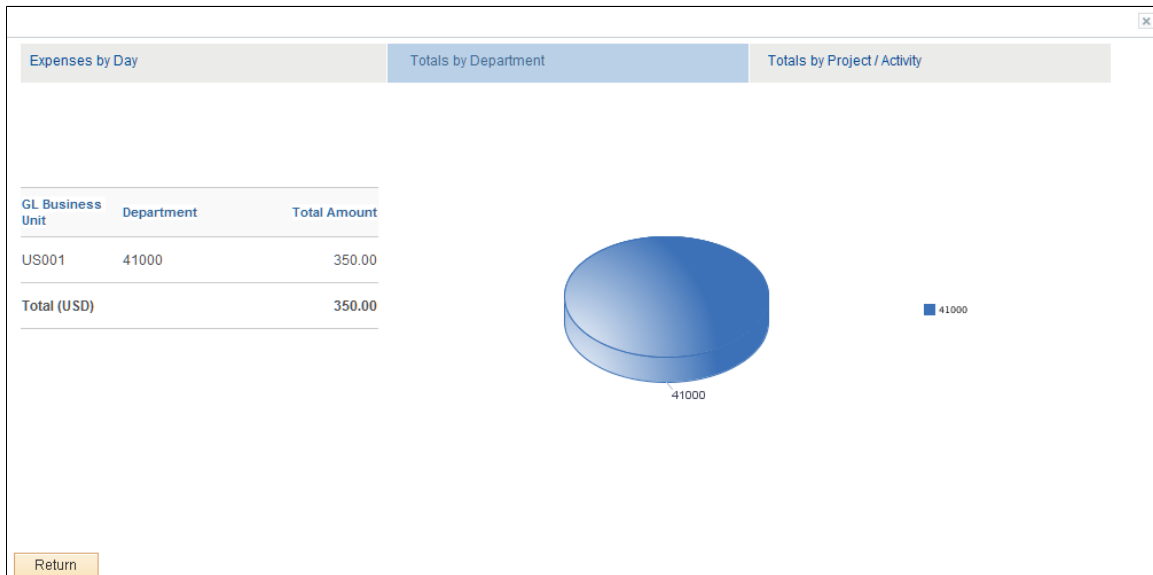 Expenses by Day Totals by Department Totals by Project / Activity
GL Business
Unit Department Total Amount
US001 41000 350.00
Total (USD) 350.00
41000
41000
Return